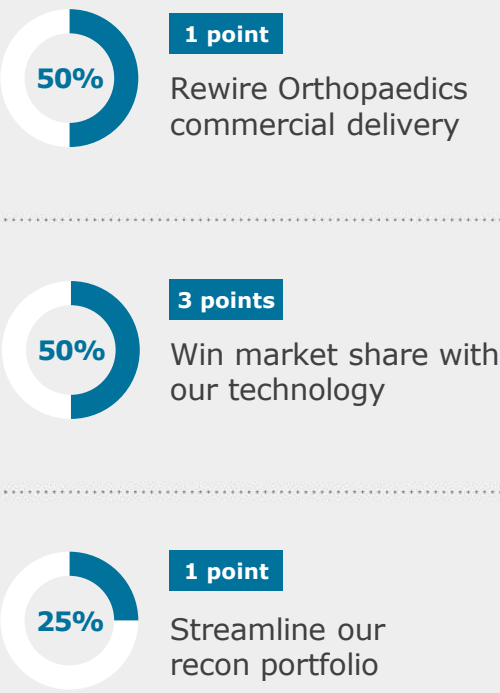 50%
1 point
Rewire Orthopaedics
commercial delivery
50%
3 points
Win market share with
our technology
25%
1 point
Streamline our
recon portfolio